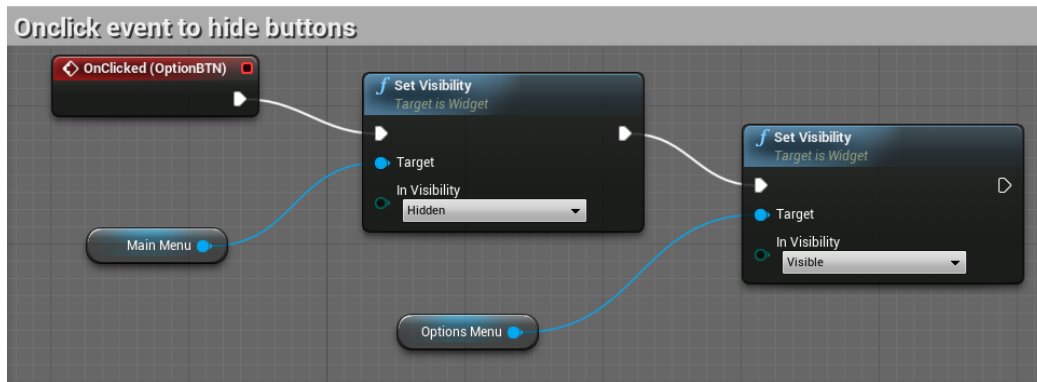 Onclick event to hide buttons
OnClicked (OptionBTN)
f Set Visibility
Target is Widget
Target
In Visibility
Hidden
Main Menu
f Set Visibility
Target is Widget
Target
In Visibility
Visible
Options Menu